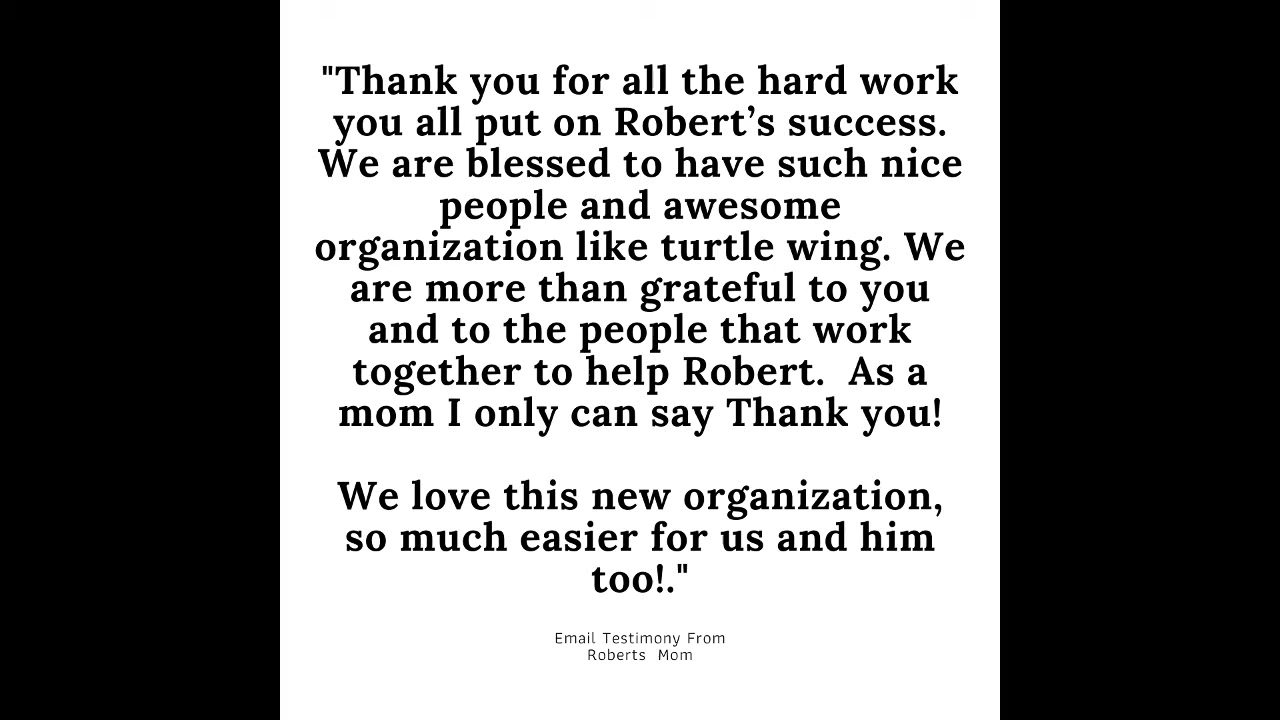 "Thank you for all the hard work
you all put on Robert’s success.
We are blessed to have such nice
people and awesome
organization like turtle wing. We
are more than grateful to you
and to the people that work
together to help Robert.  As a
mom I only can say Thank you!
We love this new organization,
so much easier for us and him
too!."
Email Testimony From
Roberts  Mom